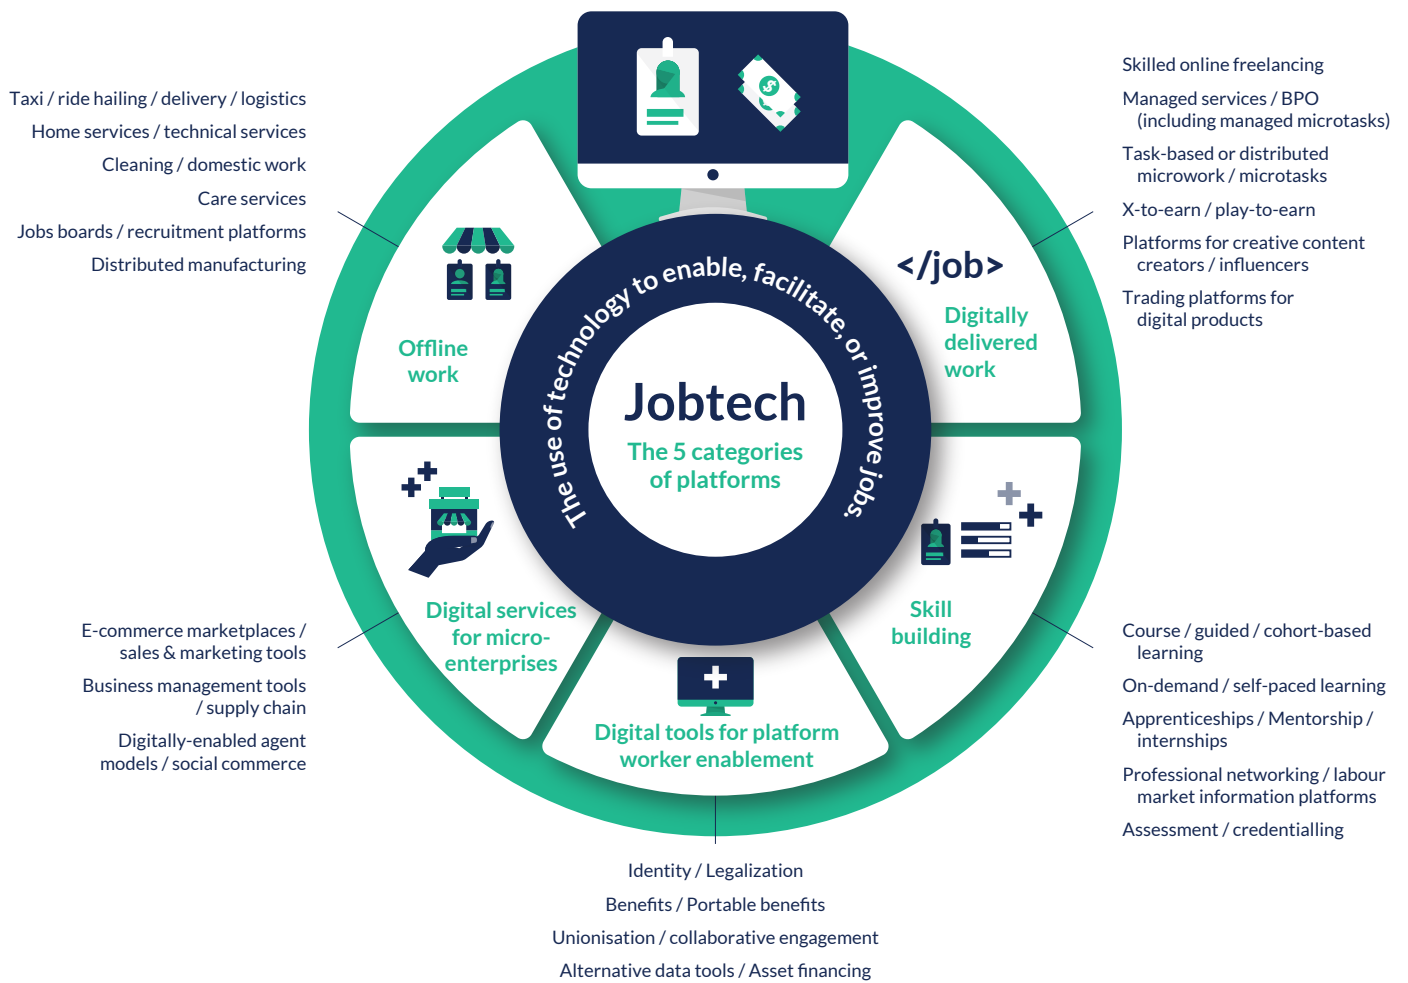 Taxi / ride hailing / delivery / logistics
Home services / technical services
Cleaning / domestic work
Care services
Jobs boards / recruitment platforms
Distributed manufacturing
Skilled online freelancing
Managed services / BPO
(including managed microtasks)
Task-based or distributed
microwork / microtasks
X-to-earn / play-to-earn
Platforms for creative content
creators / influencers
Trading platforms for
digital products
The use of technology to enable, facilitate, or improve jobs.
Jobtech
The 5 categories
of platforms
Offline
work
</job>
Digitally
delivered
work
Digital services
for micro-
enterprises
Skill
building
Digital tools for platform
worker enablement
E-commerce marketplaces /
sales & marketing tools
Business management tools
/ supply chain
Digitally-enabled agent
models / social commerce
Course / guided / cohort-based
learning
On-demand / self-paced learning
Apprenticeships / Mentorship /
internships
Professional networking / labour
market information platforms
Assessment / credentialling
Identity / Legalization
Benefits / Portable benefits
Unionisation / collaborative engagement
Alternative data tools / Asset financing